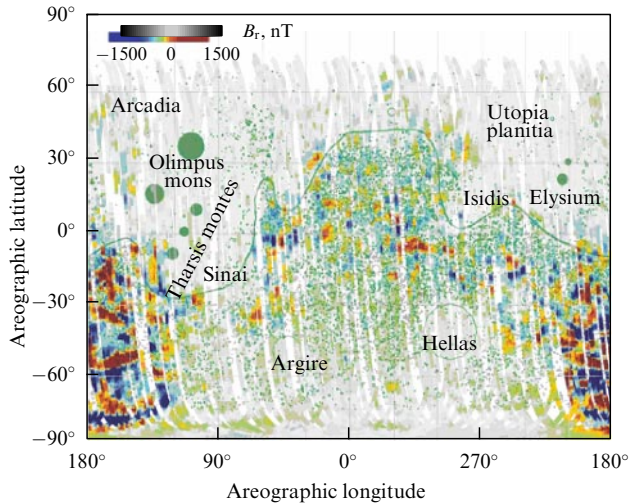 90°
60°
30°
0°
−30°
−60°
−90°
Areographic latitude
B_r, nT
−1500 0 1500
Arcadia
Utopia
planitia
Olimpus
mons
Isidis
Elysium
Tharsis montes
Sinai
Hellas
Argire
180° 90° 0° 270° 180°
Areographic longitude